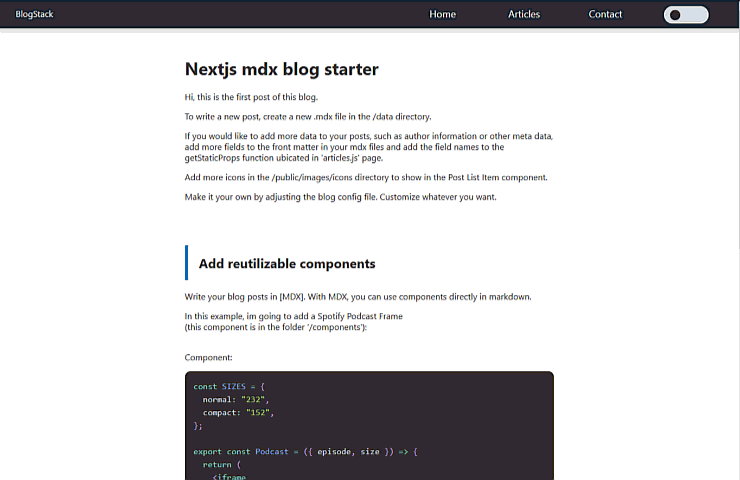 BlogStack
Home
Articles
Contact
Nextjs mdx blog starter
Hi, this is the first post of this blog.
To write a new post, create a new .mdx file in the /data directory.
If you would like to add more data to your posts, such as author information or other meta data,
add more fields to the front matter in your mdx files and add the field names to the
getStaticProps function ubicated in 'articles.js' page.
Add more icons in the /public/images/icons directory to show in the Post List Item component.
Make it your own by adjusting the blog config file. Customize whatever you want.
Add reutilizable components
Write your blog posts in [MDX]. With MDX, you can use components directly in markdown.
In this example, im going to add a Spotify Podcast Frame
(this component is in the folder '/components'):
Component:
const SIZES = {
  normal: "232",
  compact: "152",
};
export const Podcast = ({ episode, size }) => {
  return (
    <iframe